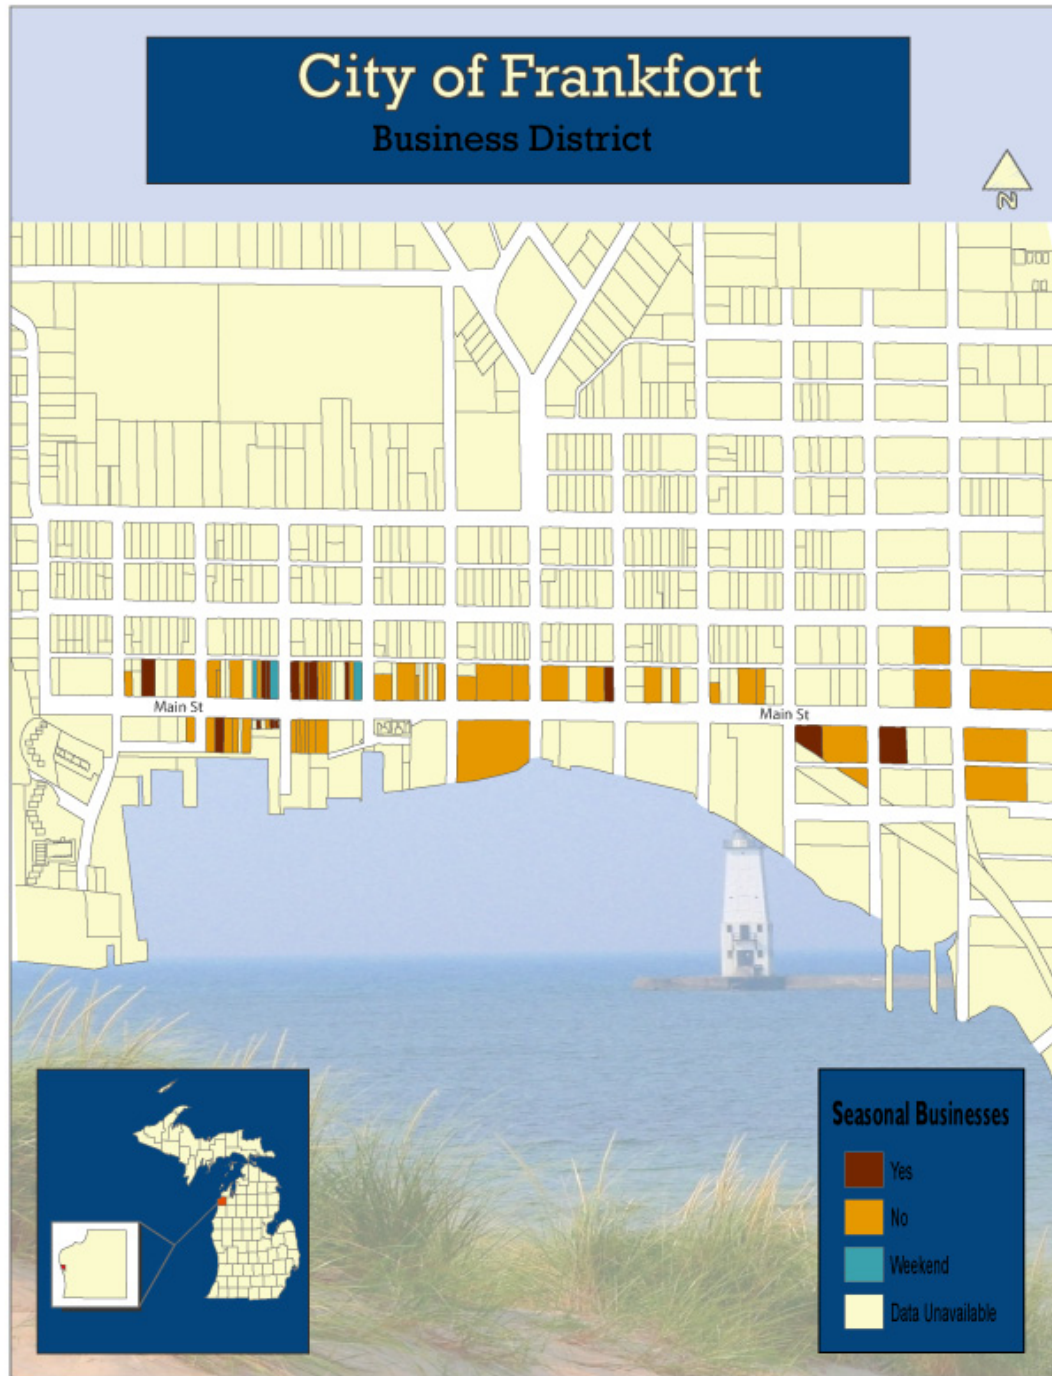 City of Frankfort
Business District
N
Main St
Main St
Seasonal Businesses
Yes
No
Weekend
Data Unavailable